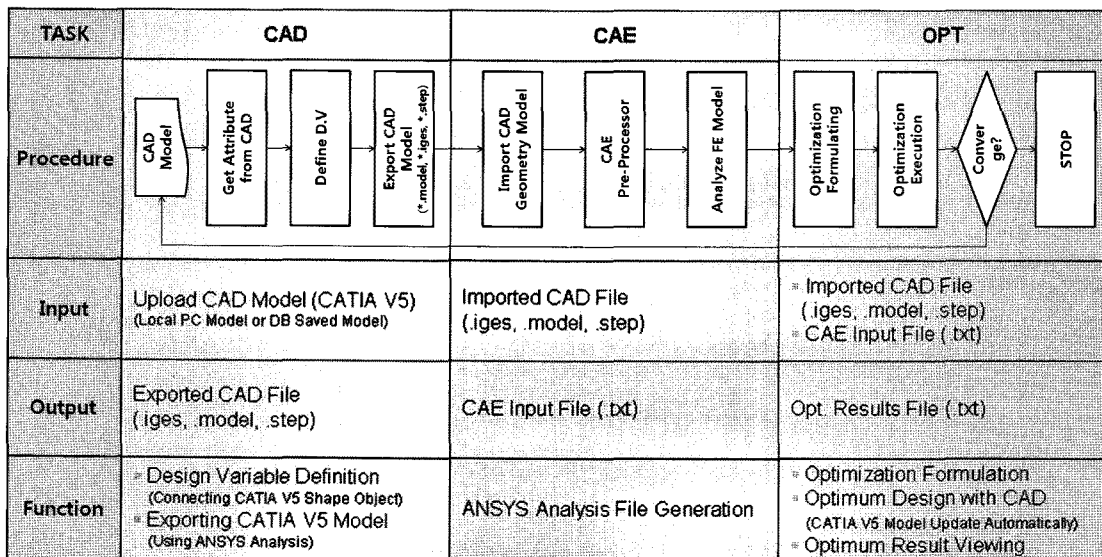 TASK
CAD
CAE
OPT
Procedure
CAD
Model
Get Attribute
from CAD
Define D.V
Export CAD
Model
(*.model, *.iges, *.step)
Import CAD
Geometry Model
CAE
Pre-Processor
Analyze FE Model
Optimization
Formulating
Optimization
Execution
Conver
ge?
STOP
Input
Upload CAD Model (CATIA V5)
(Local PC Model or DB Saved Model)
Imported CAD File
(.iges, .model, .step)
Imported CAD File
(.iges, .model, .step)
CAE Input File (.txt)
Output
Exported CAD File
(.iges, .model, .step)
CAE Input File (.txt)
Opt. Results File (.txt)
Function
Design Variable Definition
(Connecting CATIA V5 Shape Object)
Exporting CATIA V5 Model
(Using ANSYS Analysis)
ANSYS Analysis File Generation
Optimization Formulation
Optimum Design with CAD
(CATIA V5 Model Update Automatically)
Optimum Result Viewing